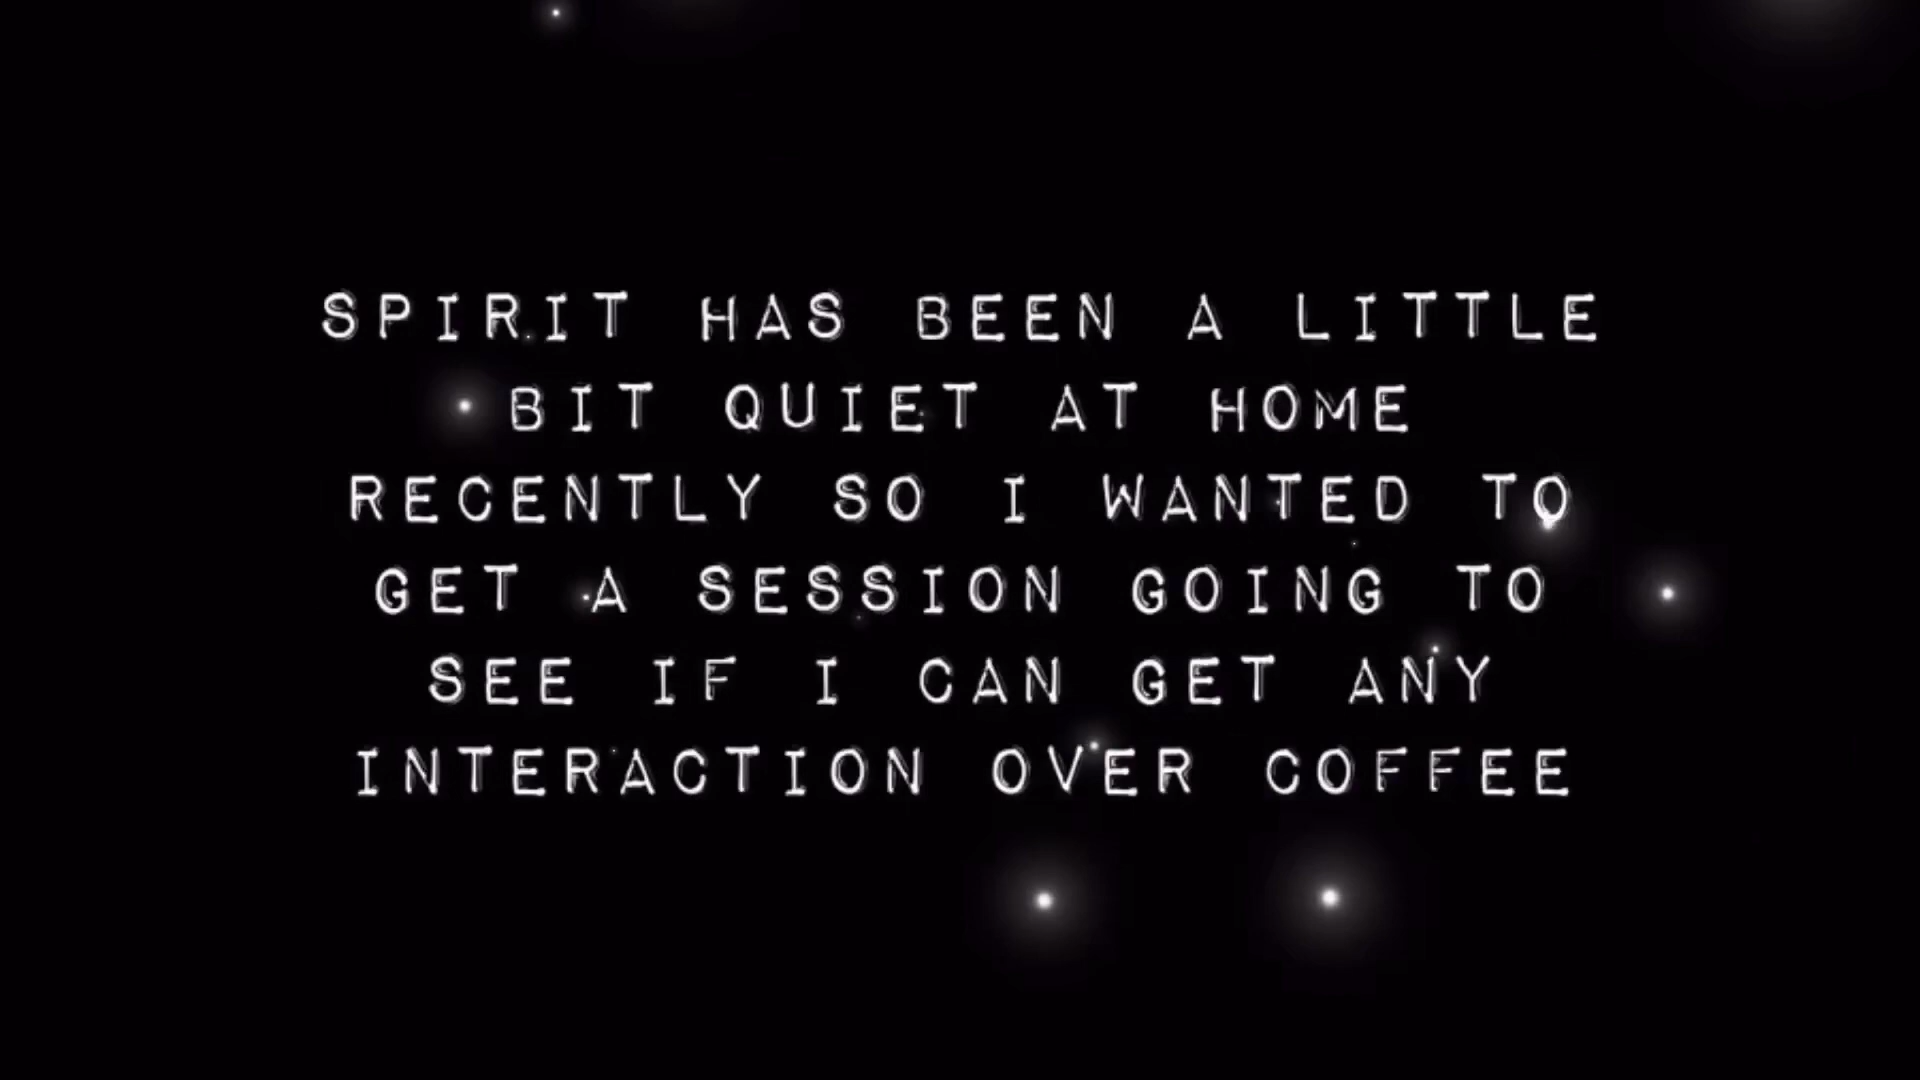 SPIRIT HAS BEEN A LITTLE
BIT QUIET AT HOME
RECENTLY SO I WANTED TO
GET A SESSION GOING TO
SEE IF I CAN GET ANY
INTERACTION OVER COFFEE